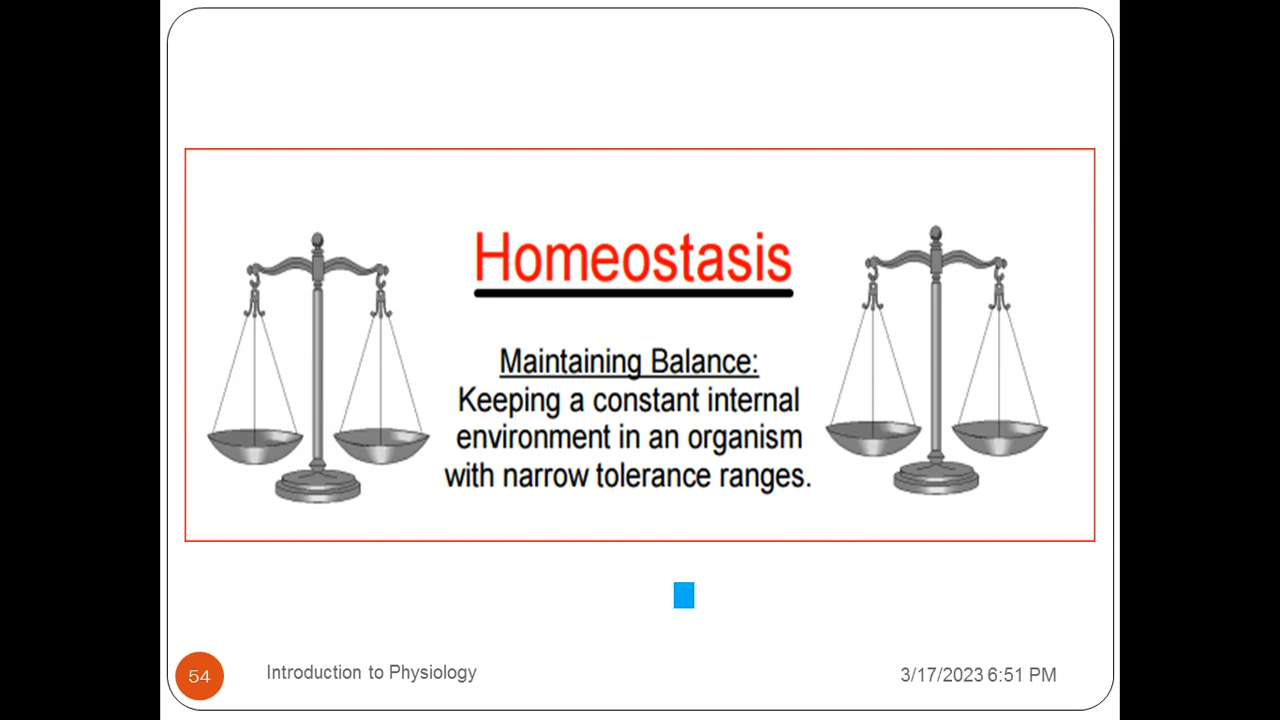 Homeostasis
Maintaining Balance:
Keeping a constant internal
environment in an organism
with narrow tolerance ranges.
54
Introduction to Physiology
3/17/2023 6:51 PM